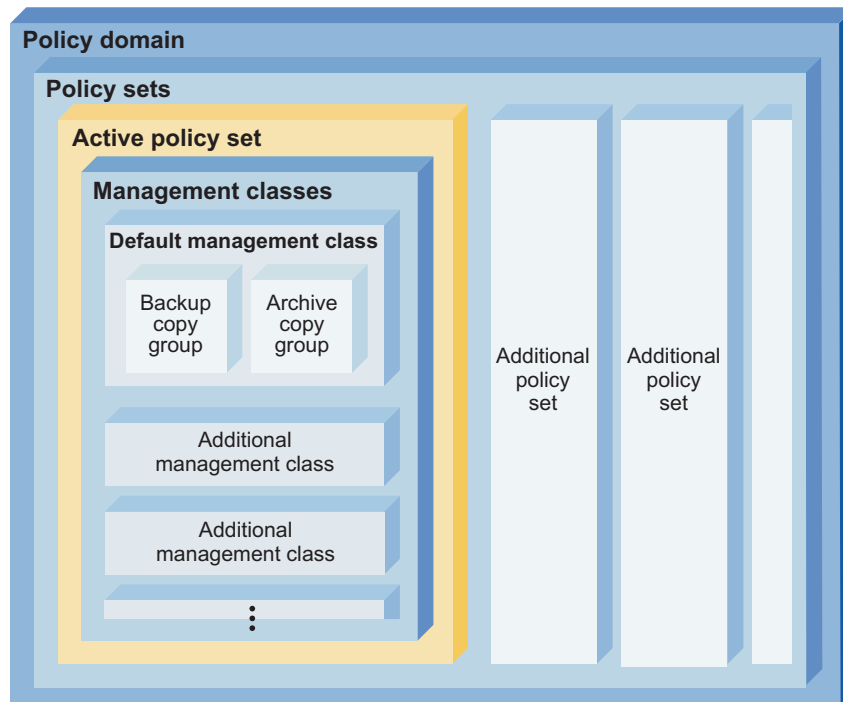 Policy domain
Policy sets
Active policy set
Management classes
Default management class
Backup
copy
group
Archive
copy
group
Additional
management class
Additional
management class
Additional
policy
set
Additional
policy
set